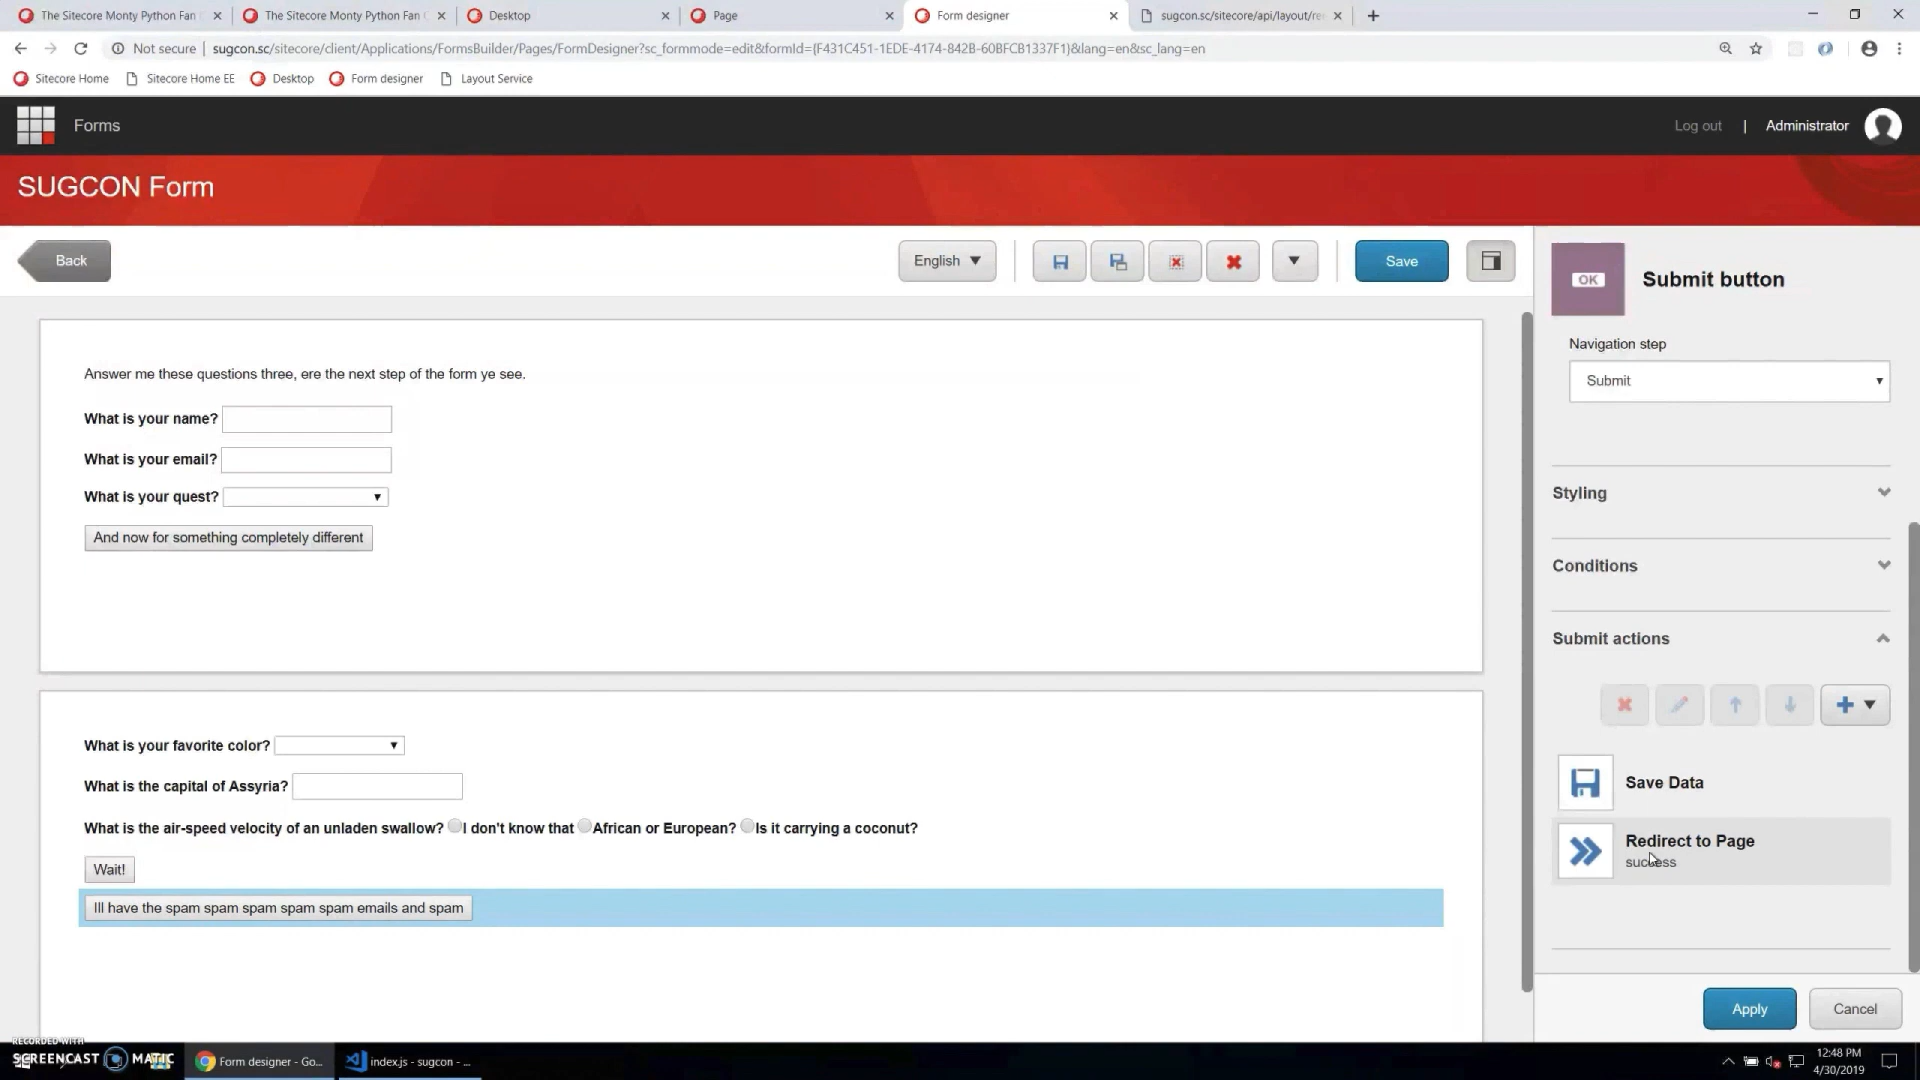 The Sitecore Monty Python Fan
The Sitecore Monty Python Fan
Desktop
Page
Form designer
sugcon.sc/sitecore/api/layout/re
Not secure
sugcon.sc/sitecore/client/Applications/FormsBuilder/Pages/FormDesigner?sc_formmode=edit&formId={F431C451-1EDE-4174-842B-60BFCB1337F1}&lang=en&sc_lang=en
Sitecore Home
Sitecore Home EE
Desktop
Form designer
Layout Service
Forms
Log out | Administrator
SUGCON Form
Back
English
Save
OK
Submit button
Navigation step
Submit
Answer me these questions three, ere the next step of the form ye see.
What is your name?
What is your email?
What is your quest?
And now for something completely different
Styling
Conditions
Submit actions
What is your favorite color?
What is the capital of Assyria?
What is the air-speed velocity of an unladen swallow? I don't know that African or European? Is it carrying a coconut?
Wait!
Ill have the spam spam spam spam spam emails and spam
Save Data
Redirect to Page
success
Apply
Cancel
RECORDED WITH
SCREENCAST MATIC
Form designer - Go...
index.js - sugcon - ...
12:48 PM
4/30/2019